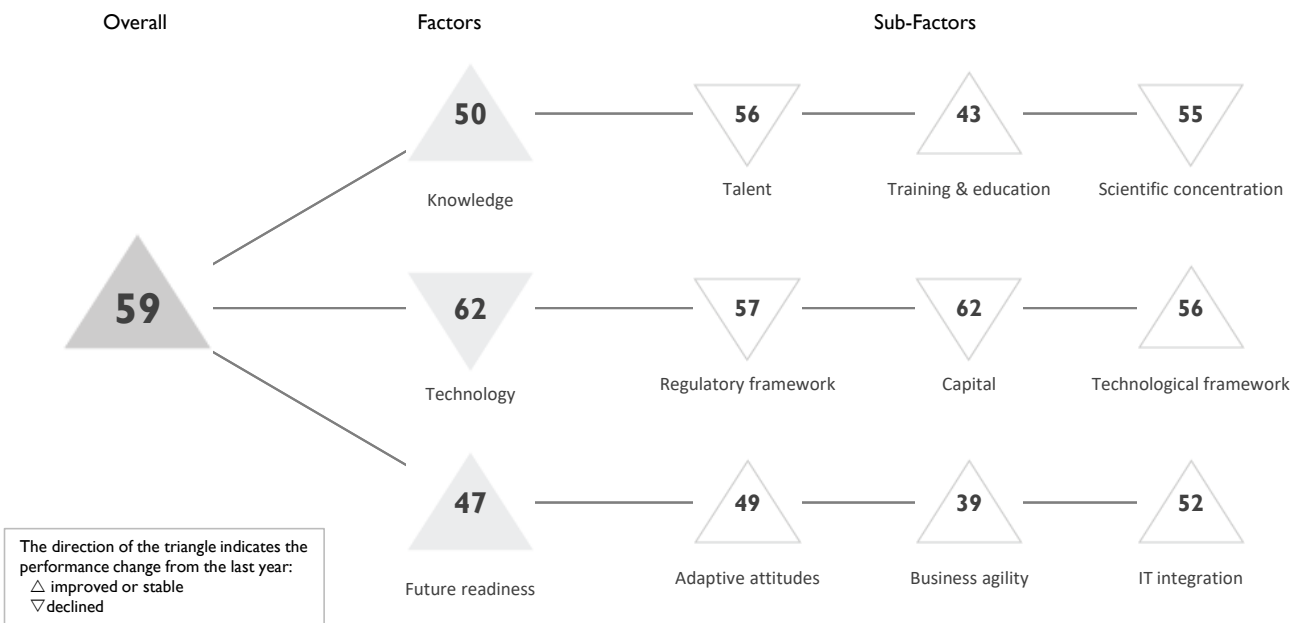 Overall Factors Sub-Factors
50 56 43 55
Knowledge Talent Training & education Scientific concentration
59 62 57 62 56
Technology Regulatory framework Capital Technological framework
47 49 39 52
Future readiness Adaptive attitudes Business agility IT integration
The direction of the triangle indicates the
performance change from the last year:
△ improved or stable
▽ declined